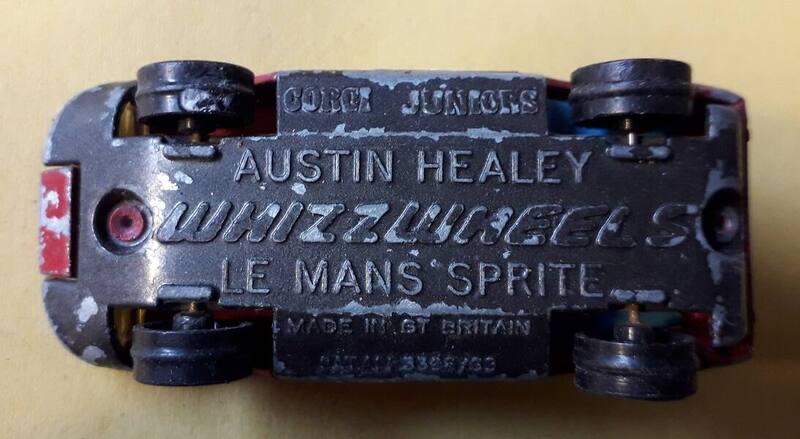 CORGI JUNIORS
AUSTIN HEALEY
WHIZZWHEELS
LE MANS SPRITE
MADE IN GT BRITAIN